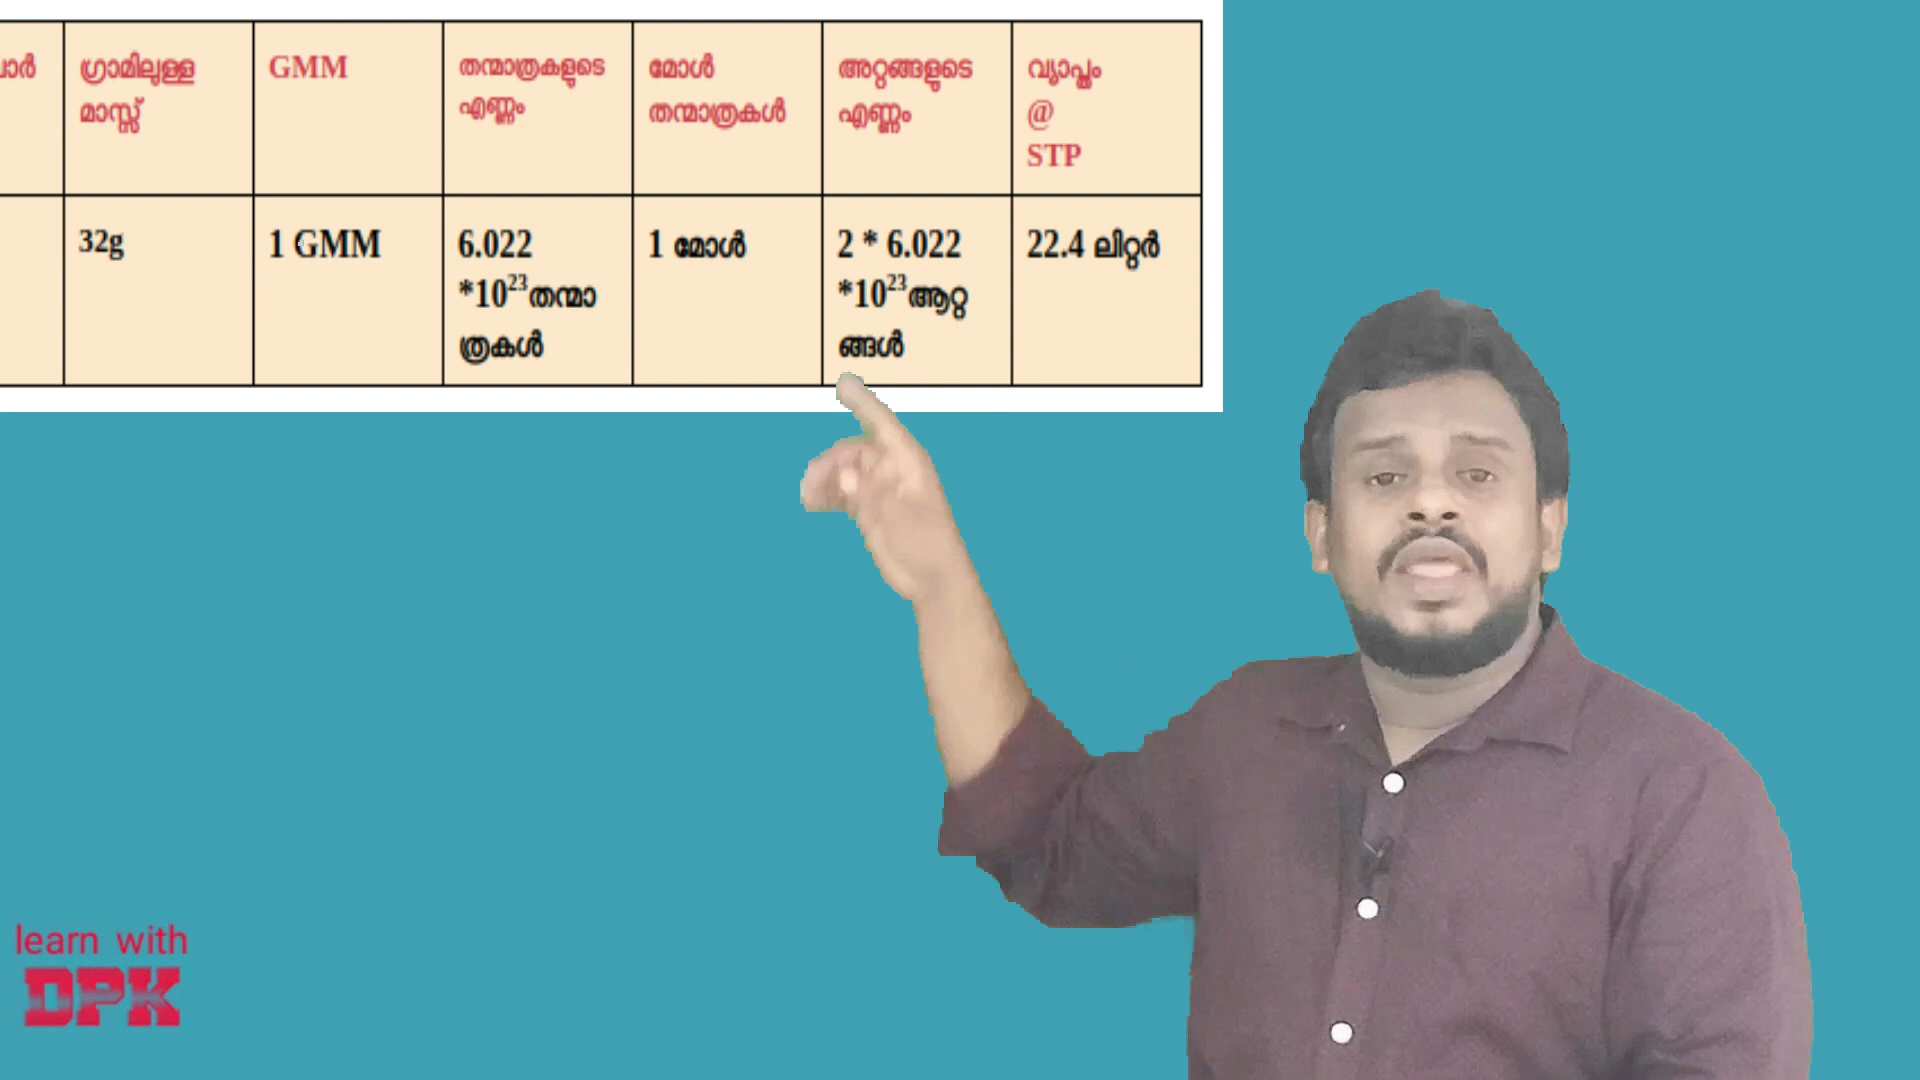 ഗ്രാമിലുള്ള
മാസ്സ്
GMM
തന്മാത്രകളുടെ
എണ്ണം
മോൾ
തന്മാത്രകൾ
അറ്റങ്ങളുടെ
എണ്ണം
വ്യാപ്തം
@
STP
32g
1 GMM
6.022
*10²³തന്മാ
ത്രകൾ
1 മോൾ
2 * 6.022
*10²³ആറ്റ
ങ്ങൾ
22.4 ലിറ്റർ
learn with
DPK